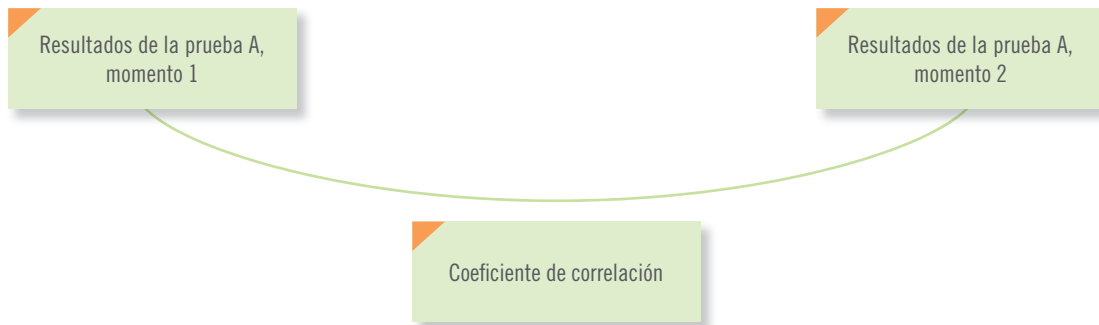 Resultados de la prueba A,
momento 1
Resultados de la prueba A,
momento 2
Coeficiente de correlación